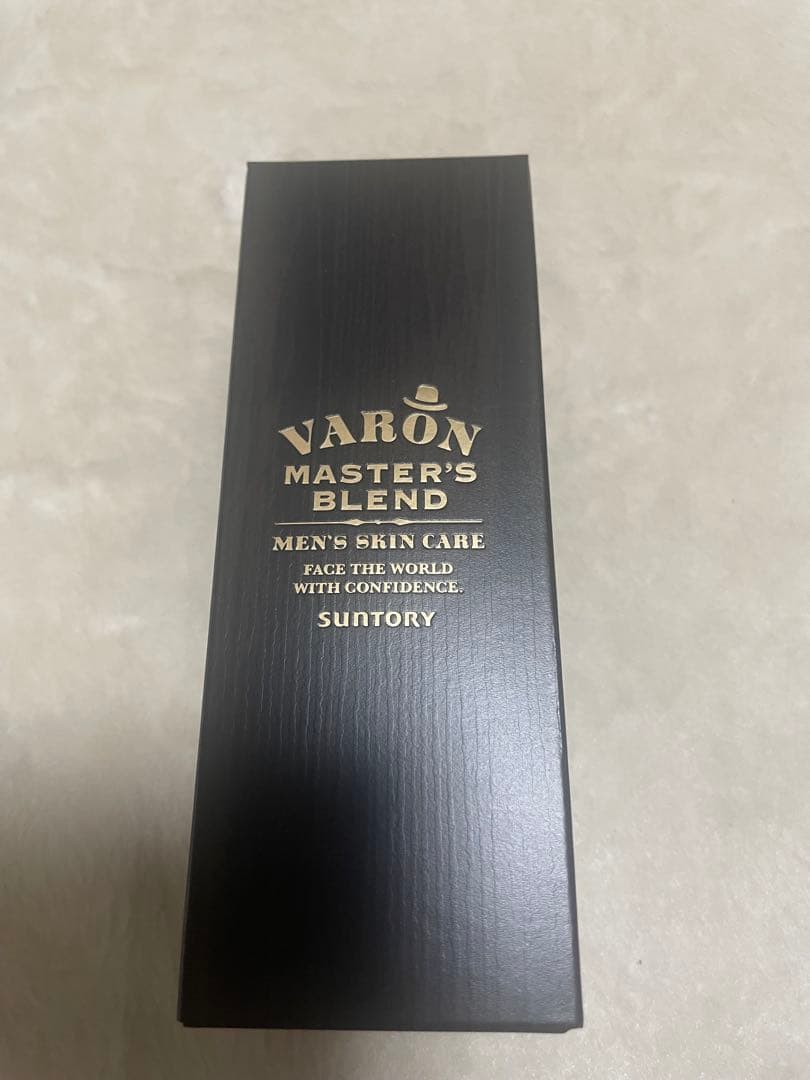 VARON
MASTER'S
BLEND
MEN'S SKIN CARE
FACE THE WORLD
WITH CONFIDENCE.
SUNTORY